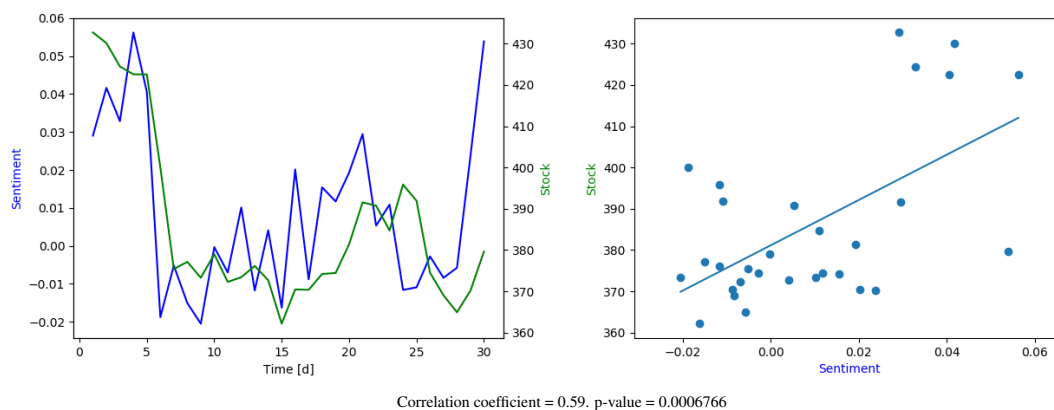 0.06
0.05
0.04
0.03
0.02
0.01
0.00
−0.01
−0.02
Sentiment
0 5 10 15 20 25 30
Time [d]
430
420
410
400
390
380
370
360
Stock
430
420
400
380
370
360
Stock
−0.02 0.00 0.02 0.04 0.06
Sentiment
Correlation coefficient = 0.59. p-value = 0.0006766